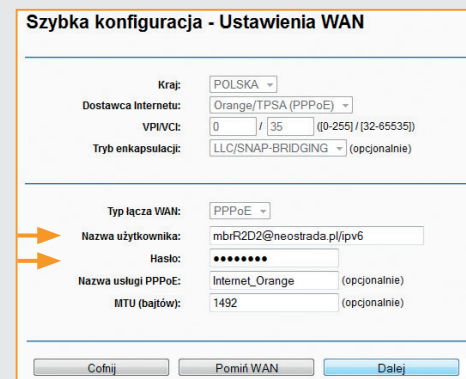 Szybka konfiguracja - Ustawienia WAN
Kraj: POLSKA
Dostawca Internetu: Orange/TPSA (PPPoE)
VPI/VCI: 0 / 35 ([0-255] / [32-65535])
Tryb enkapsulacji: LLC/SNAP-BRIDGING (opcjonalnie)
Typ łącza WAN: PPPoE
Nazwa użytkownika: mbrR2D2@neostrada.pl/ipv6
Hasło: ●●●●●●●●
Nazwa usługi PPPoE: Internet_Orange (opcjonalnie)
MTU (bajtów): 1492 (opcjonalnie)
Cofnij Pomiń WAN Dalej